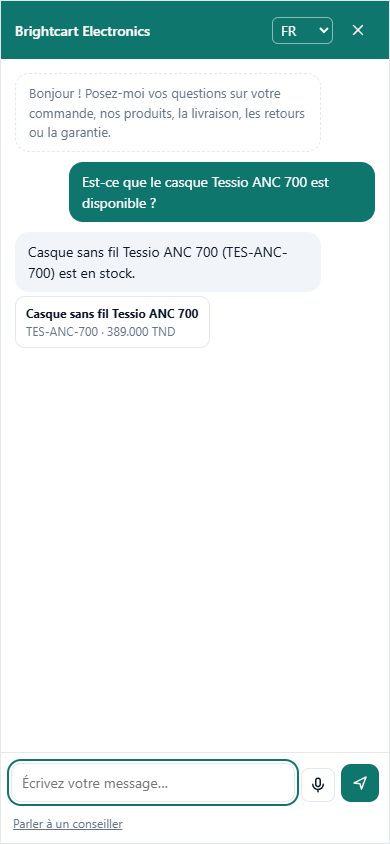 Brightcart Electronics
FR
Bonjour ! Posez-moi vos questions sur votre
commande, nos produits, la livraison, les retours
ou la garantie.
Est-ce que le casque Tessio ANC 700 est
disponible ?
Casque sans fil Tessio ANC 700 (TES-ANC-
700) est en stock.
Casque sans fil Tessio ANC 700
TES-ANC-700 · 389.000 TND
Écrivez votre message...
Parler à un conseiller